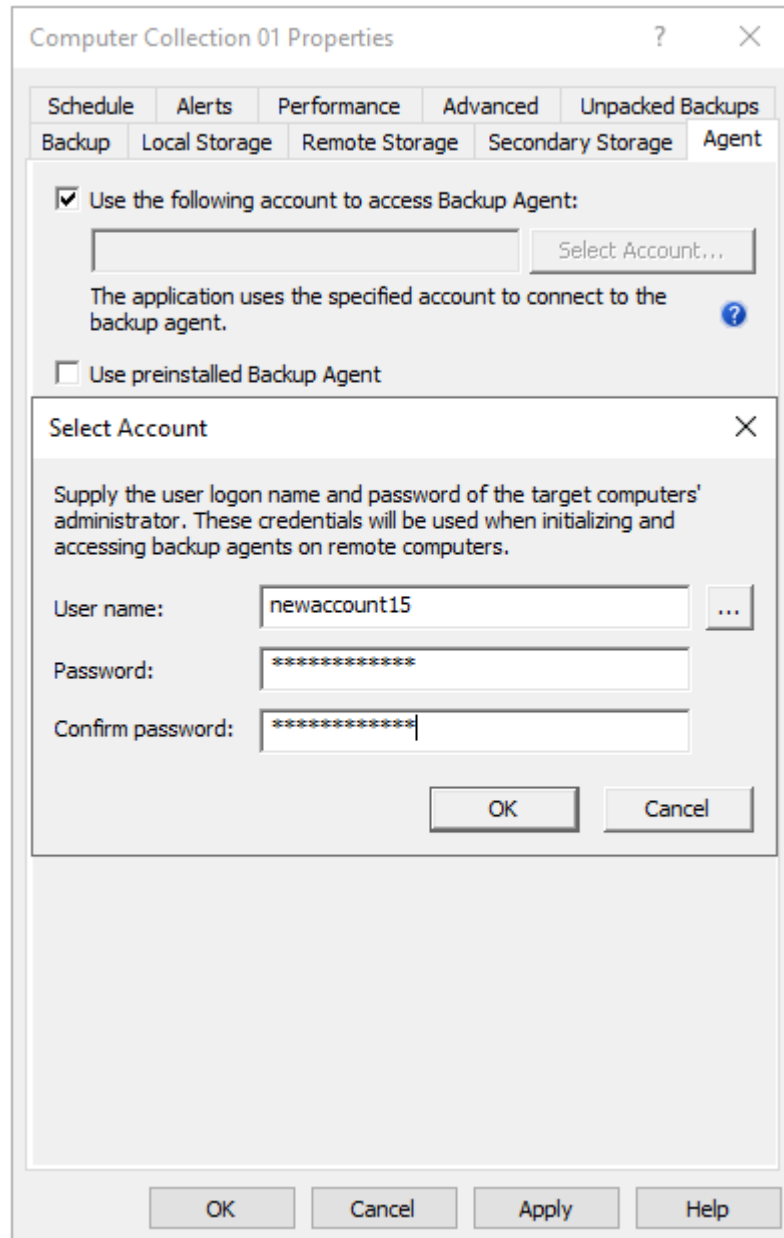 Computer Collection 01 Properties ?
Schedule Alerts Performance Advanced Unpacked Backups
Backup Local Storage Remote Storage Secondary Storage Agent
Use the following account to access Backup Agent:
Select Account...
The application uses the specified account to connect to the
backup agent.
?
Use preinstalled Backup Agent
Select Account
Supply the user logon name and password of the target computers'
administrator. These credentials will be used when initializing and
accessing backup agents on remote computers.
User name: newaccount15 ...
Password: ************
Confirm password: ************
OK Cancel
OK Cancel Apply Help